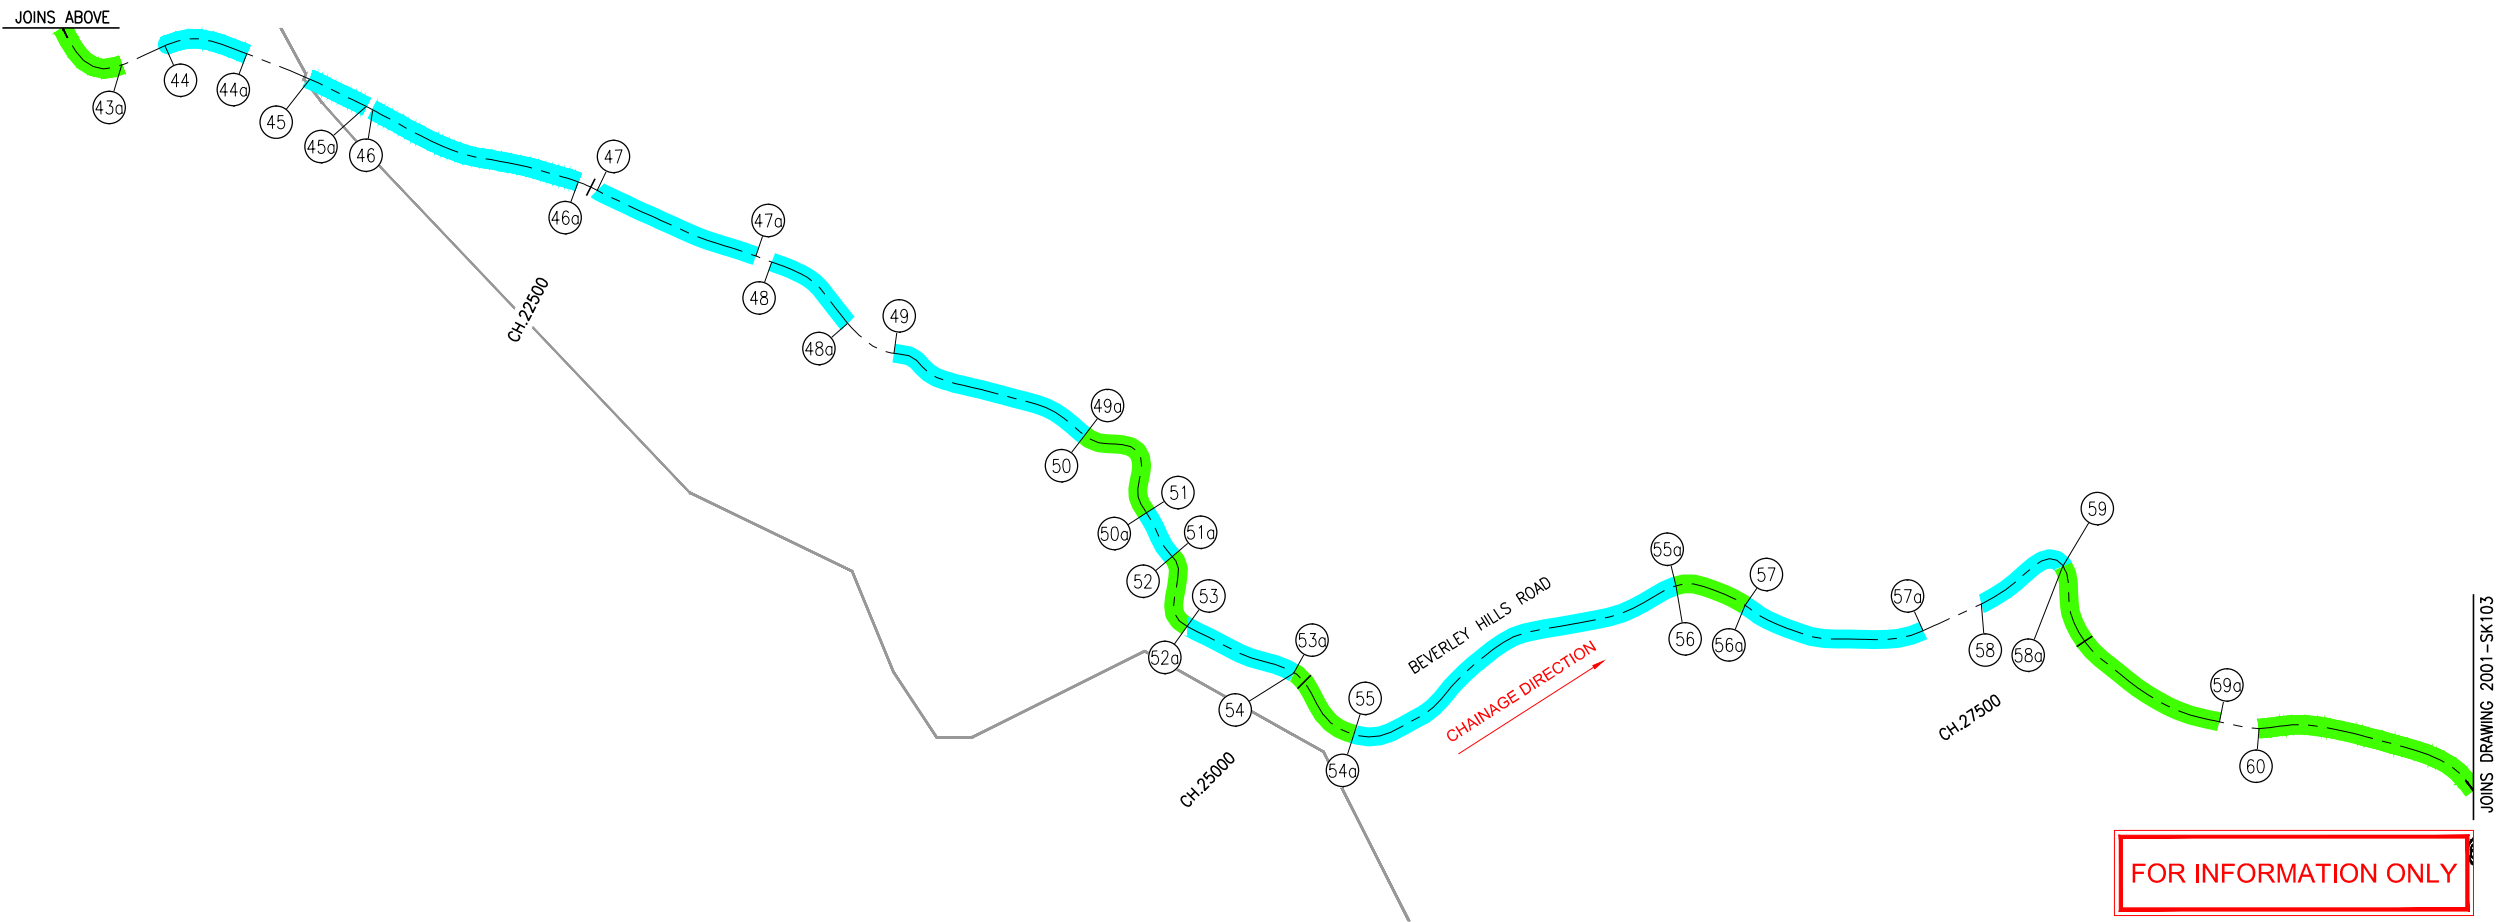 JOINS ABOVE
43a
44
44a
45
45a
46
46a
47
47a
48
48a
49
49a
50
50a
51
51a
52
52a
53
53a
54
54a
55
55a
56
56a
57
57a
58
58a
59
59a
60
CH.22500
CH.25000
CH.27500
BEVERLEY HILLS ROAD
CHAINAGE DIRECTION
JOINS DRAWING 2001-SK103
FOR INFORMATION ONLY